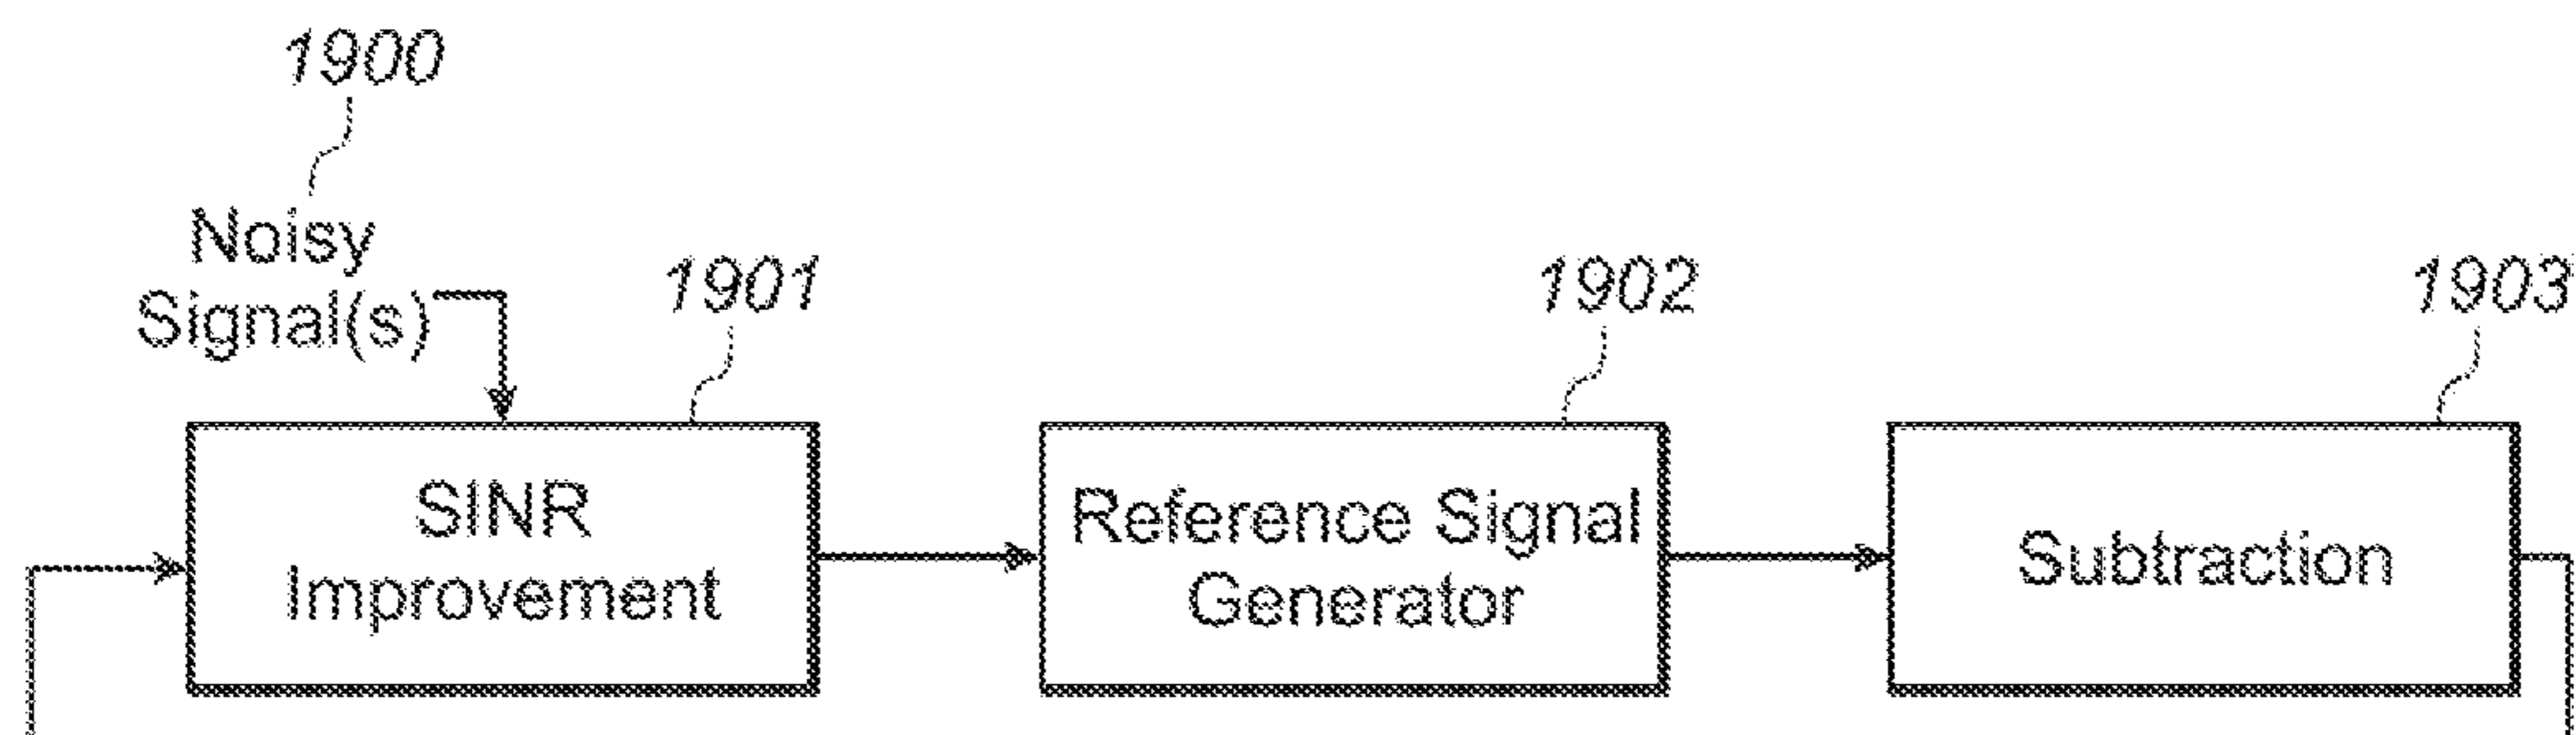 1900
Noisy
Signal(s)
1901
1902
1903
SINR
Improvement
Reference Signal
Generator
Subtraction